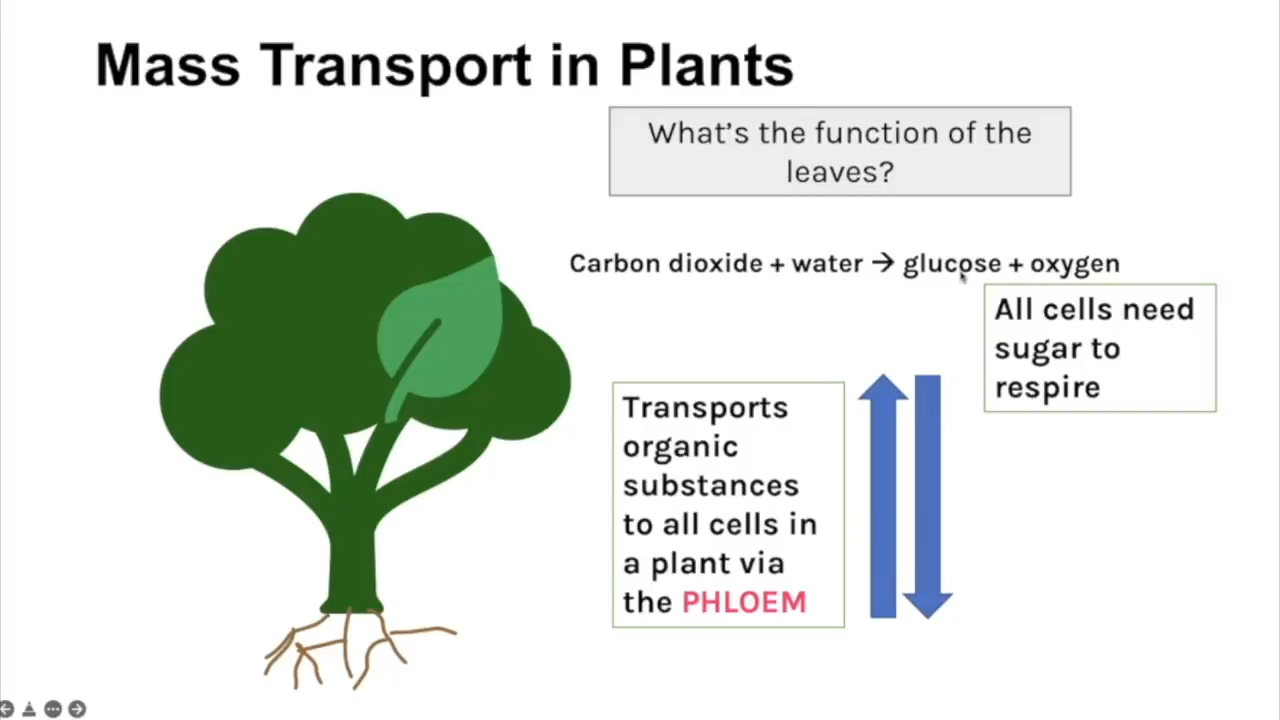 Mass Transport in Plants
What's the function of the
leaves?
Carbon dioxide + water → glucose + oxygen
All cells need
sugar to
respire
Transports
organic
substances
to all cells in
a plant via
the PHLOEM